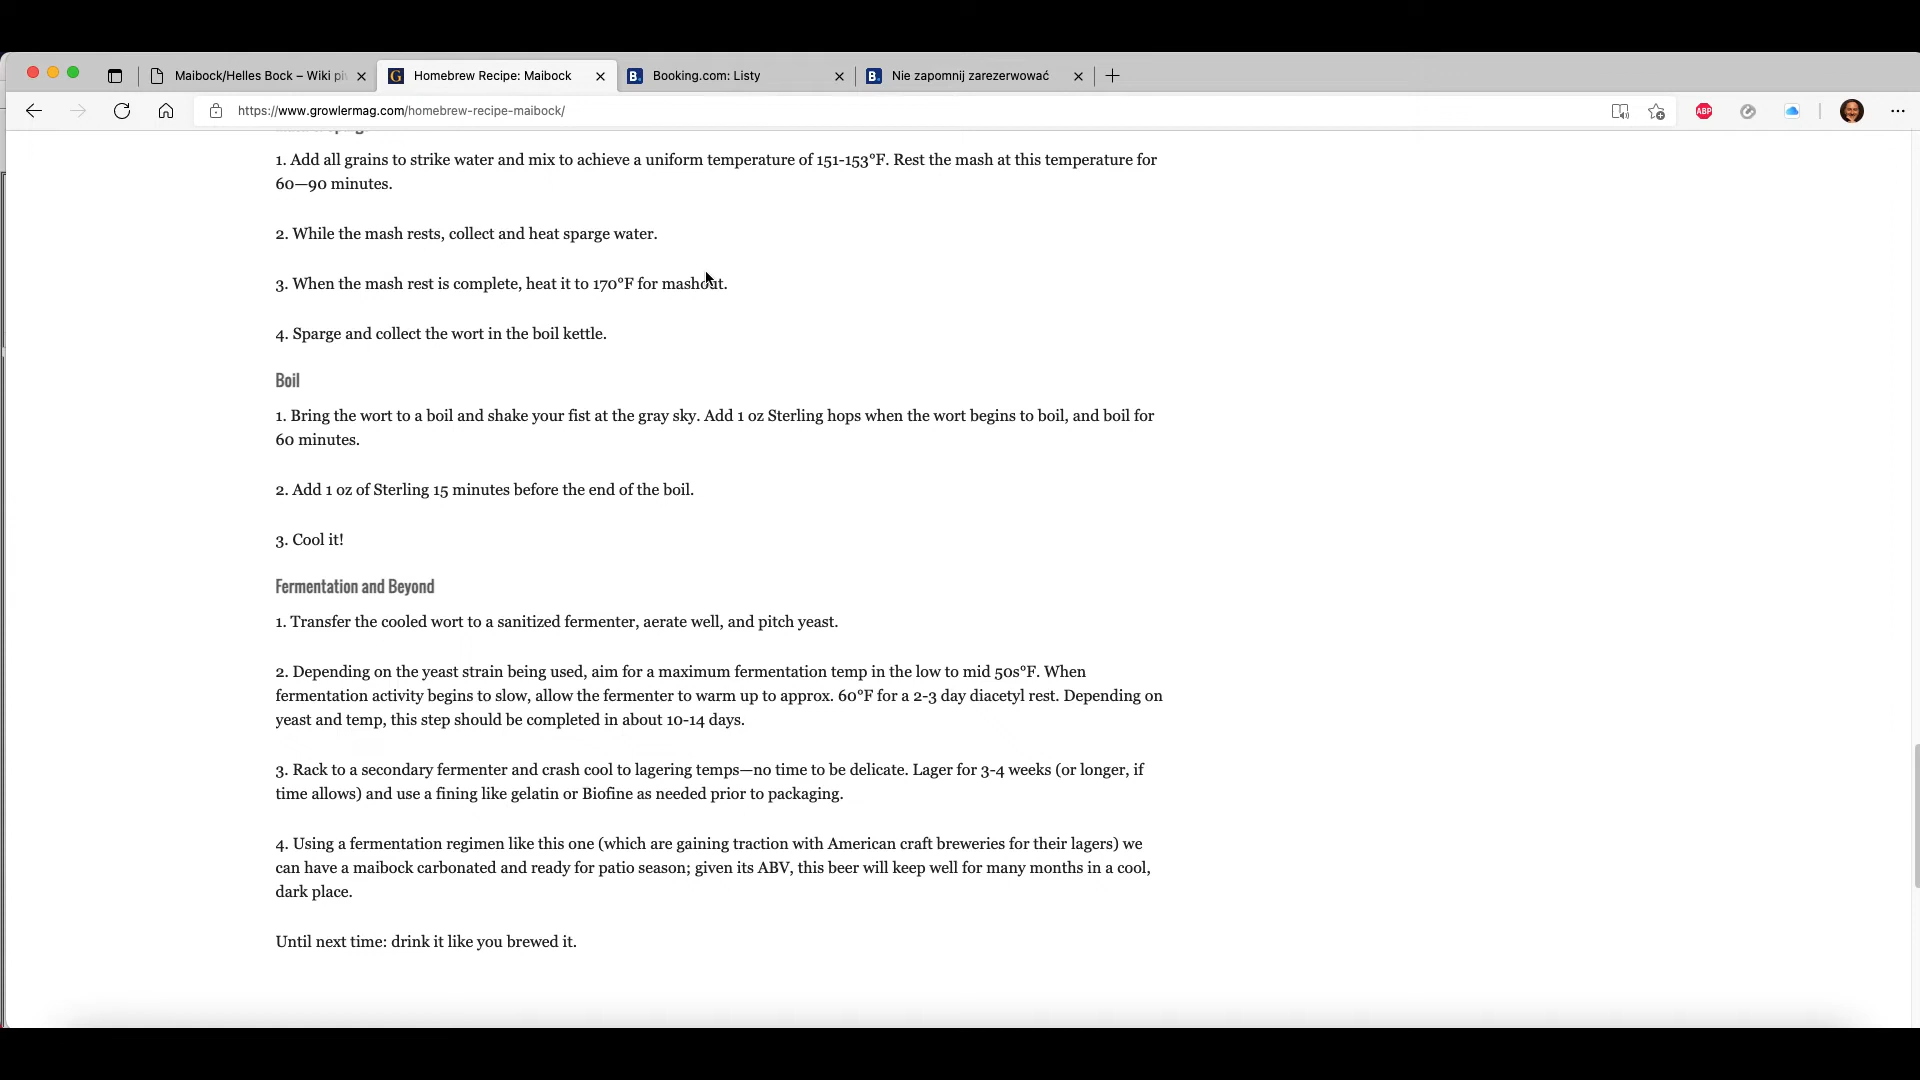 Maibock/Helles Bock – Wiki pi
Homebrew Recipe: Maibock
Booking.com: Listy
Nie zapomnij zarezerwować
https://www.growlermag.com/homebrew-recipe-maibock/
ABP
1. Add all grains to strike water and mix to achieve a uniform temperature of 151-153°F. Rest the mash at this temperature for
60—90 minutes.
2. While the mash rests, collect and heat sparge water.
3. When the mash rest is complete, heat it to 170°F for mashout.
4. Sparge and collect the wort in the boil kettle.
Boil
1. Bring the wort to a boil and shake your fist at the gray sky. Add 1 oz Sterling hops when the wort begins to boil, and boil for
60 minutes.
2. Add 1 oz of Sterling 15 minutes before the end of the boil.
3. Cool it!
Fermentation and Beyond
1. Transfer the cooled wort to a sanitized fermenter, aerate well, and pitch yeast.
2. Depending on the yeast strain being used, aim for a maximum fermentation temp in the low to mid 50s°F. When
fermentation activity begins to slow, allow the fermenter to warm up to approx. 60°F for a 2-3 day diacetyl rest. Depending on
yeast and temp, this step should be completed in about 10-14 days.
3. Rack to a secondary fermenter and crash cool to lagering temps—no time to be delicate. Lager for 3-4 weeks (or longer, if
time allows) and use a fining like gelatin or Biofine as needed prior to packaging.
4. Using a fermentation regimen like this one (which are gaining traction with American craft breweries for their lagers) we
can have a maibock carbonated and ready for patio season; given its ABV, this beer will keep well for many months in a cool,
dark place.
Until next time: drink it like you brewed it.